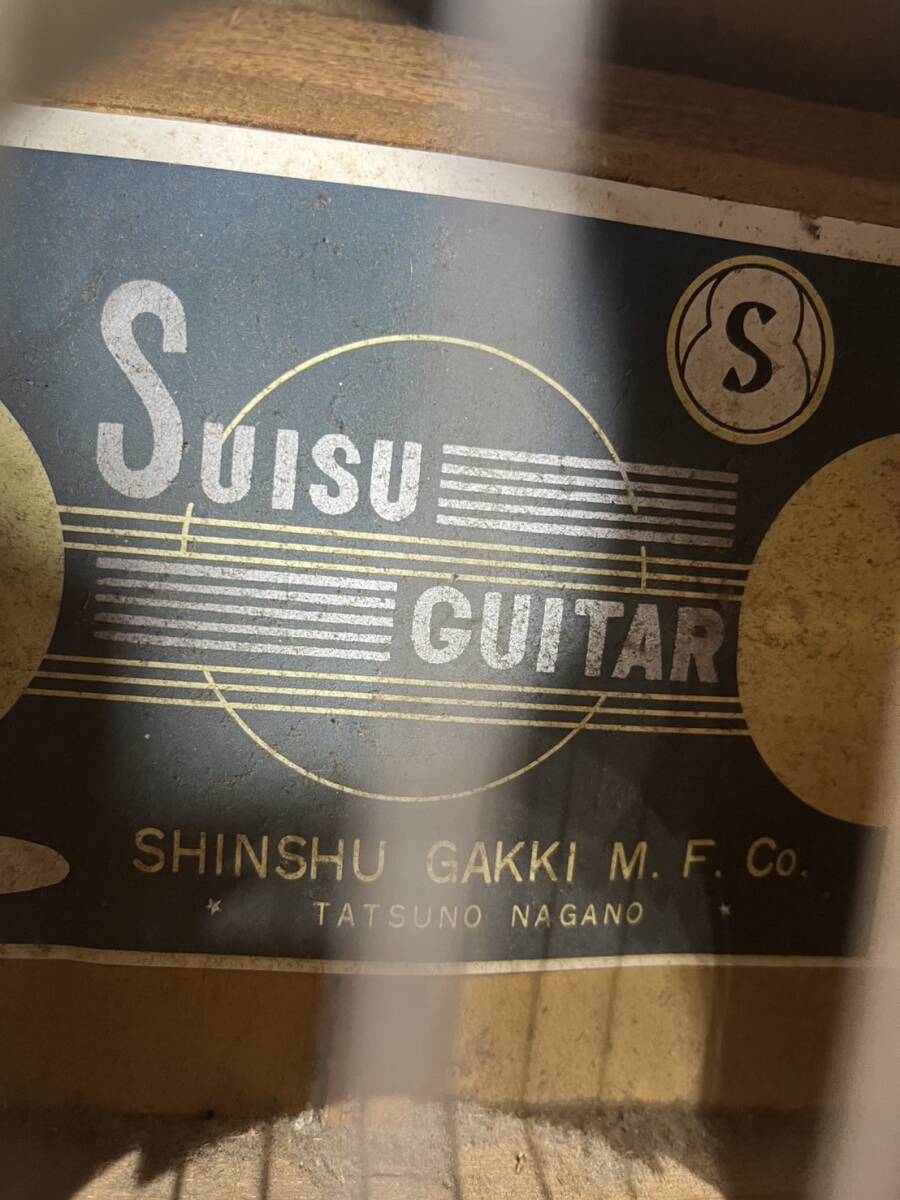 S
SUISU
GUITAR
SHINSHU GAKKI M. F. Co.
TATSUNO NAGANO